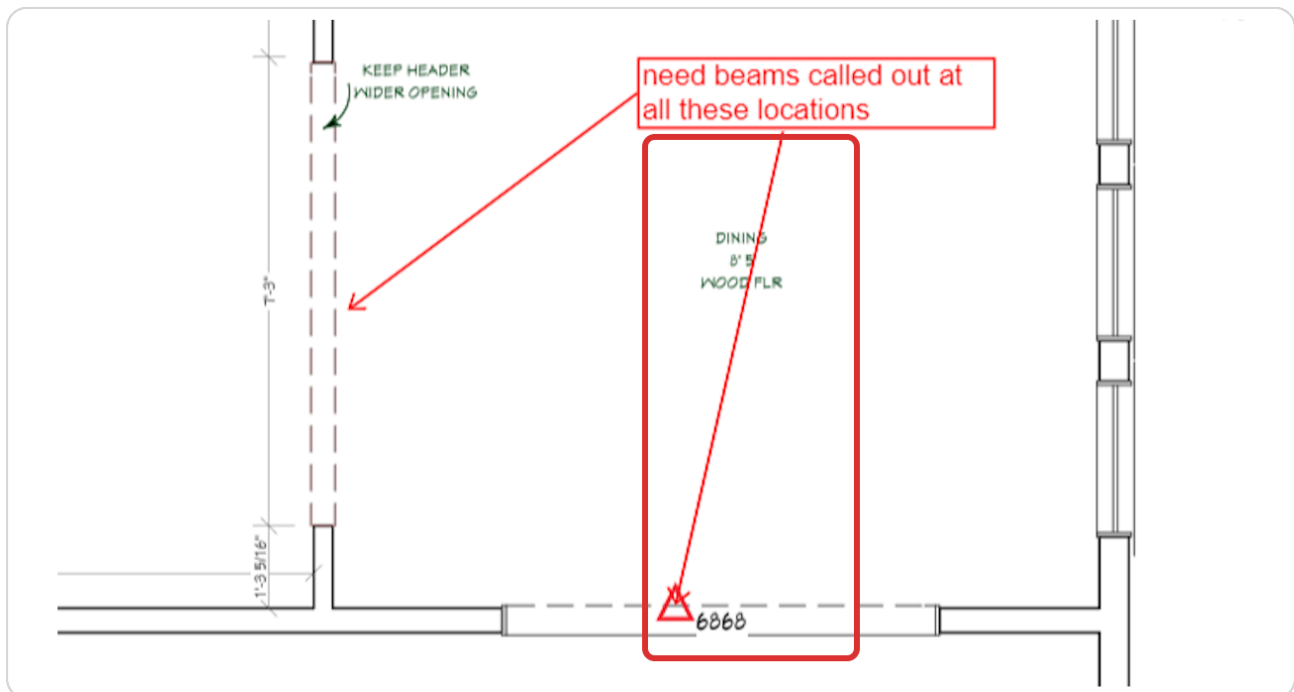 KEEP HEADER
WIDER OPENING
need beams called out at
all these locations
DINING
8' 5
WOOD FLR
7'-3"
1'-3 5/16"
6868